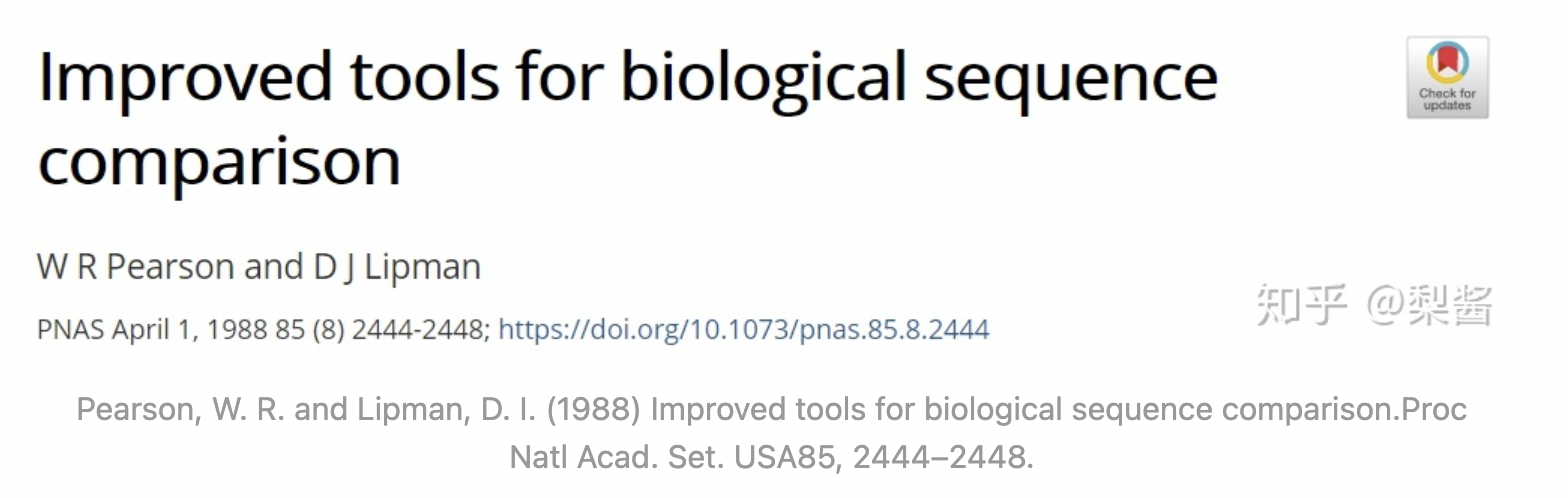 Improved tools for biological sequence
comparison
Check for
updates
W R Pearson and D J Lipman
知乎 @梨酱
PNAS April 1, 1988 85 (8) 2444-2448; https://doi.org/10.1073/pnas.85.8.2444
Pearson, W. R. and Lipman, D. I. (1988) Improved tools for biological sequence comparison.Proc
Natl Acad. Set. USA85, 2444–2448.